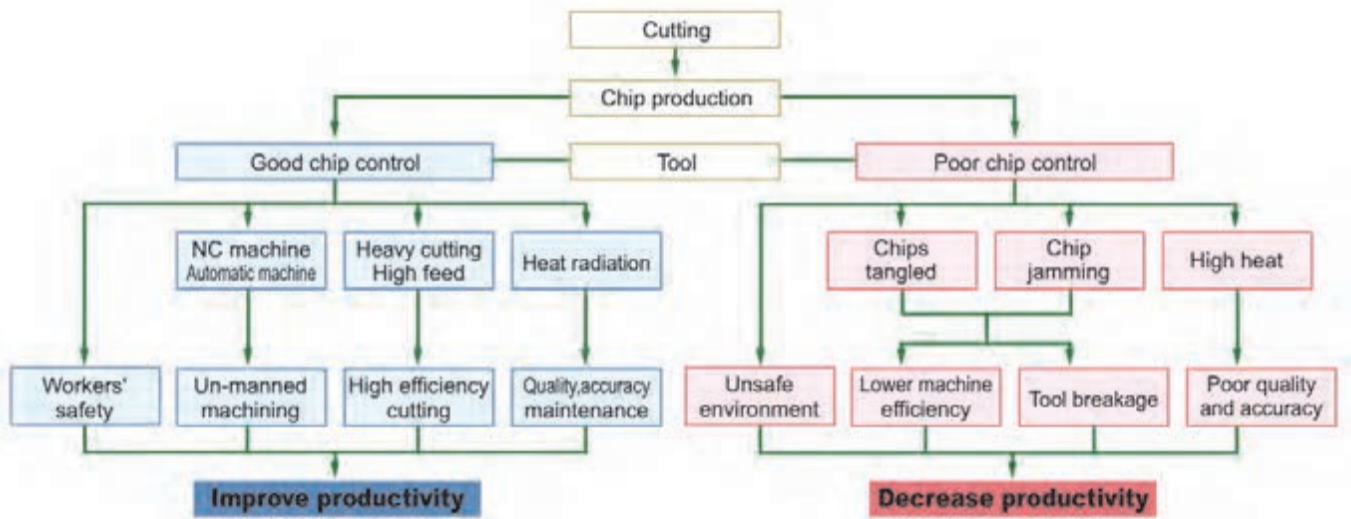 Cutting
Chip production
Good chip control
Tool
Poor chip control
NC machine
Automatic machine
Heavy cutting
High feed
Heat radiation
Chips
tangled
Chip
jamming
High heat
Workers'
safety
Un-manned
machining
High efficiency
cutting
Quality,accuracy
maintenance
Unsafe
environment
Lower machine
efficiency
Tool breakage
Poor quality
and accuracy
Improve productivity
Decrease productivity